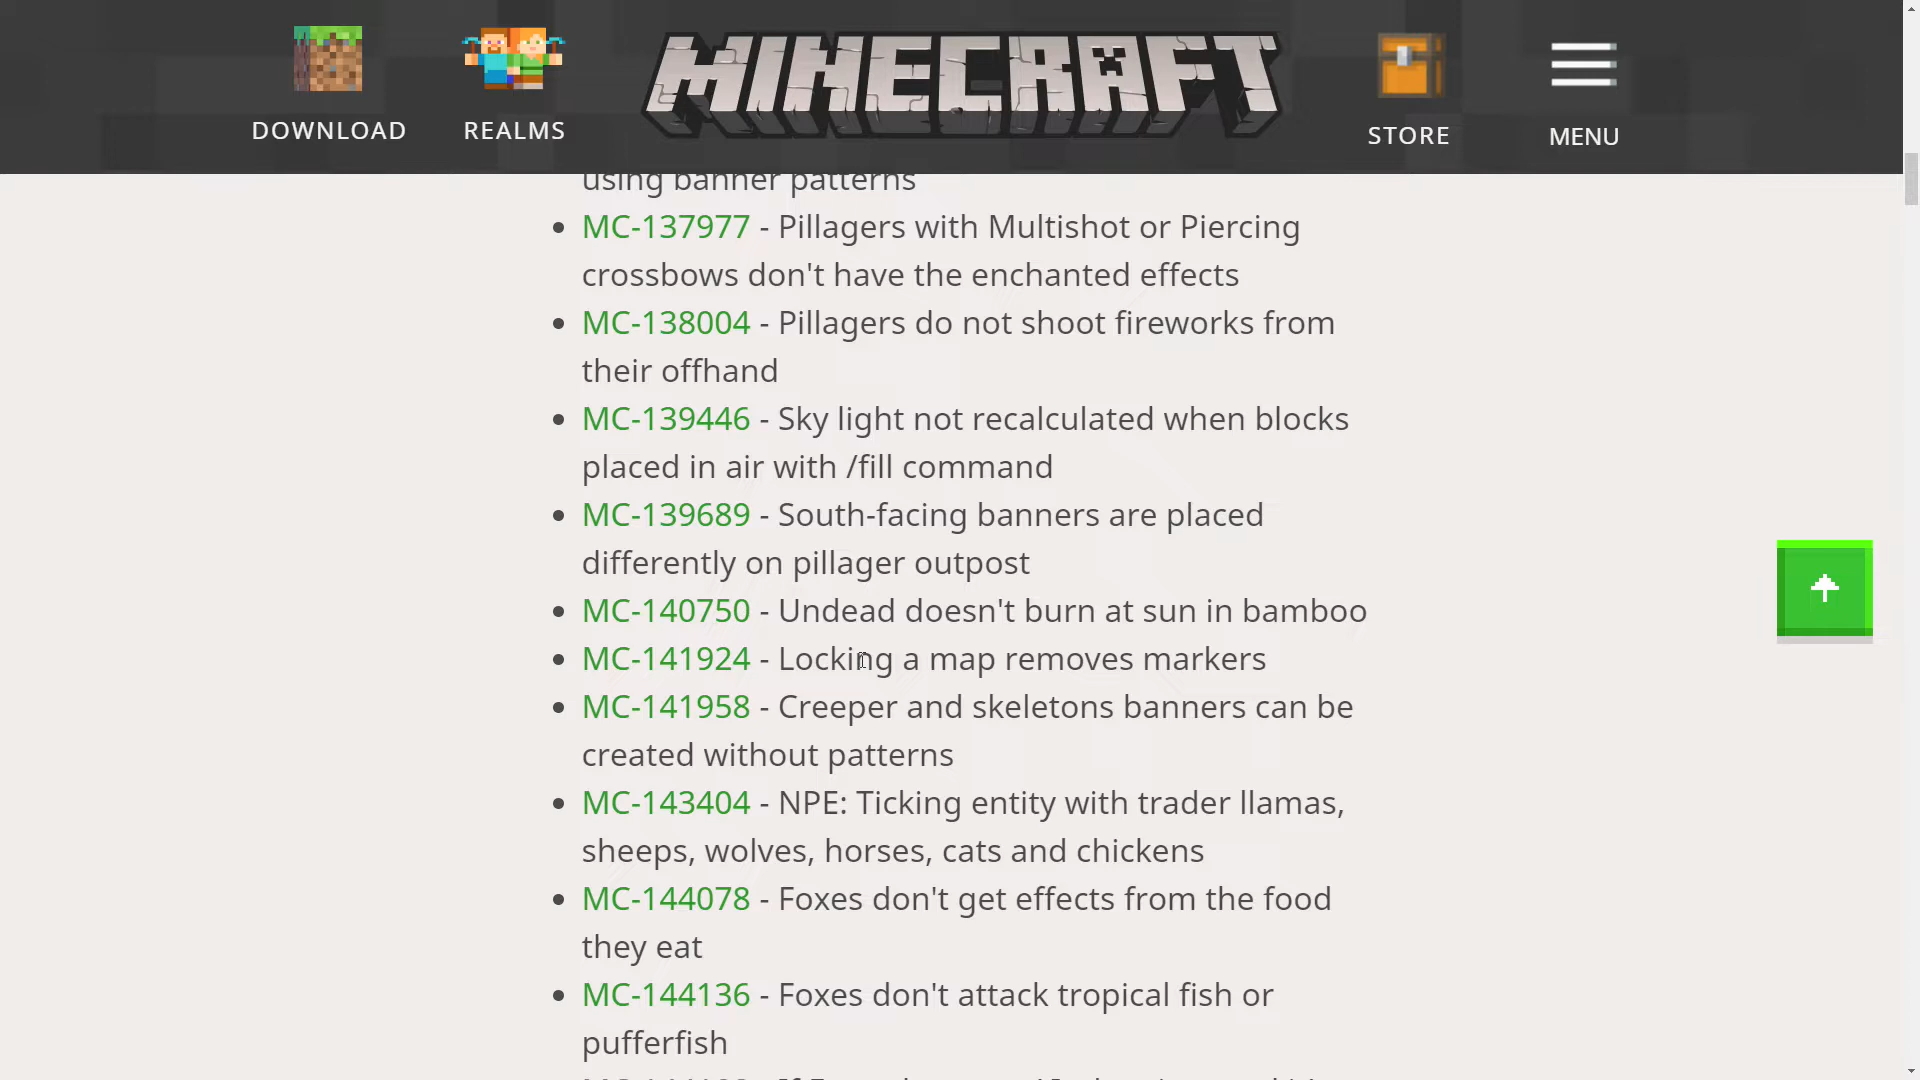 MINECRAFT
DOWNLOAD
REALMS
STORE
MENU
using banner patterns
MC-137977 - Pillagers with Multishot or Piercing
crossbows don't have the enchanted effects
MC-138004 - Pillagers do not shoot fireworks from
their offhand
MC-139446 - Sky light not recalculated when blocks
placed in air with /fill command
MC-139689 - South-facing banners are placed
differently on pillager outpost
MC-140750 - Undead doesn't burn at sun in bamboo
MC-141924 - Locking a map removes markers
MC-141958 - Creeper and skeletons banners can be
created without patterns
MC-143404 - NPE: Ticking entity with trader llamas,
sheeps, wolves, horses, cats and chickens
MC-144078 - Foxes don't get effects from the food
they eat
MC-144136 - Foxes don't attack tropical fish or
pufferfish